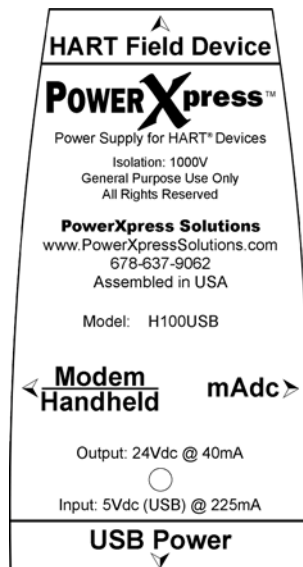 HART Field Device
POWERXpress™
Power Supply for HART® Devices
Isolation: 1000V
General Purpose Use Only
All Rights Reserved
PowerXpress Solutions
www.PowerXpressSolutions.com
678-637-9062
Assembled in USA
Model: H100USB
Modem
Handheld
mAdc
Output: 24Vdc @ 40mA
Input: 5Vdc (USB) @ 225mA
USB Power